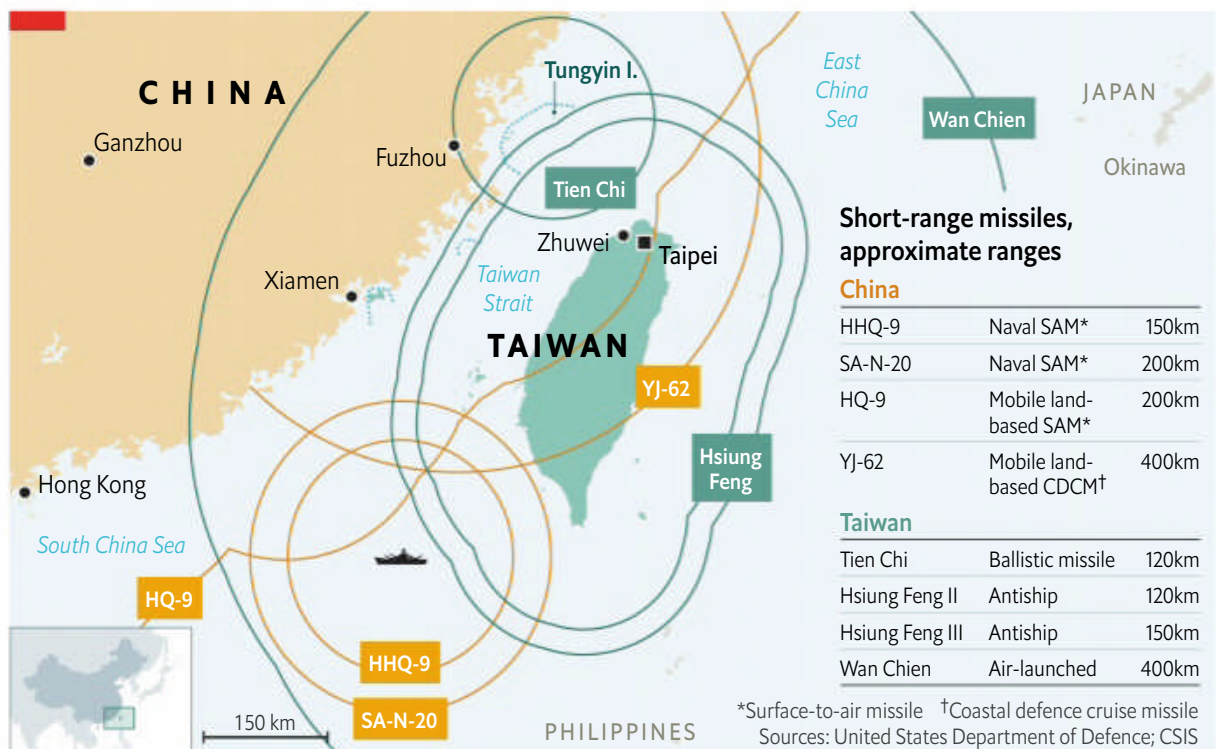 CHINA
Ganzhou
Fuzhou
Xiamen
Hong Kong
South China Sea
Tungyin I.
Tien Chi
Zhuwei
Taipei
Taiwan
Strait
TAIWAN
YJ-62
Hsiung
Feng
HQ-9
HHQ-9
SA-N-20
150 km
PHILIPPINES
East
China
Sea
Wan Chien
JAPAN
Okinawa
Short-range missiles,
approximate ranges
China
HHQ-9 Naval SAM* 150km
SA-N-20 Naval SAM* 200km
HQ-9 Mobile land- 200km
based SAM*
YJ-62 Mobile land- 400km
based CDCM†
Taiwan
Tien Chi Ballistic missile 120km
Hsiung Feng II Antiship 120km
Hsiung Feng III Antiship 150km
Wan Chien Air-launched 400km
*Surface-to-air missile †Coastal defence cruise missile
Sources: United States Department of Defence; CSIS